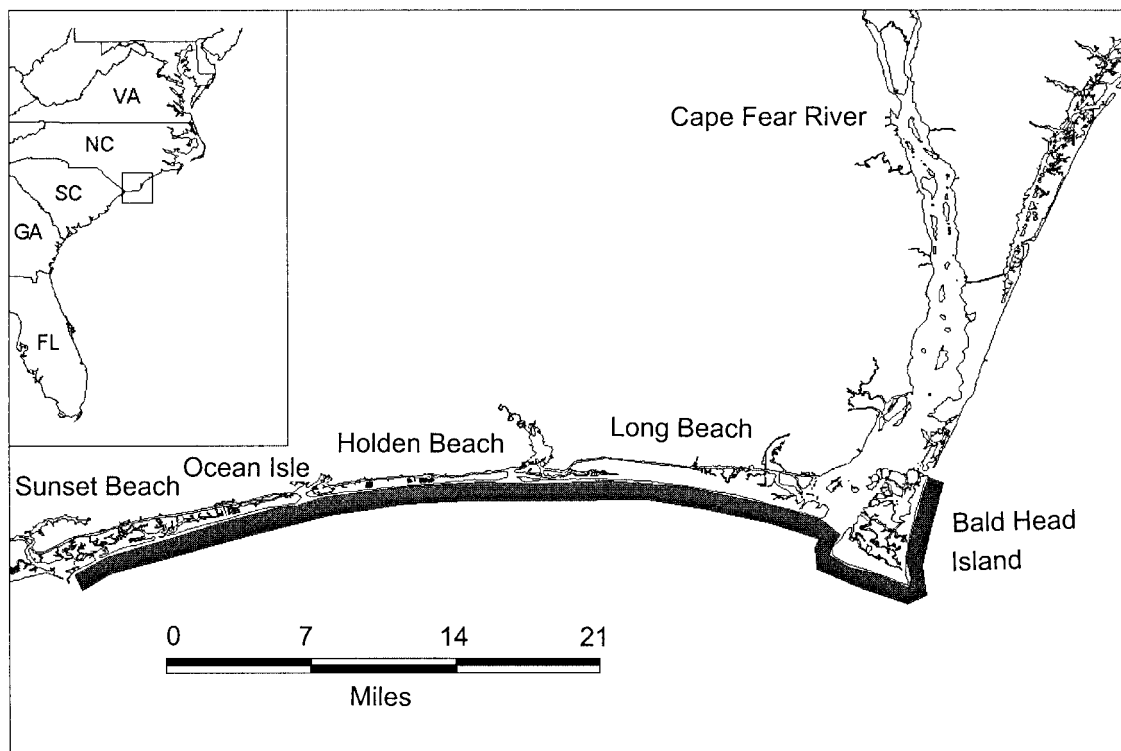 VA
NC
SC
GA
FL
Cape Fear River
Long Beach
Holden Beach
Ocean Isle
Sunset Beach
Bald Head
Island
0 7 14 21
Miles